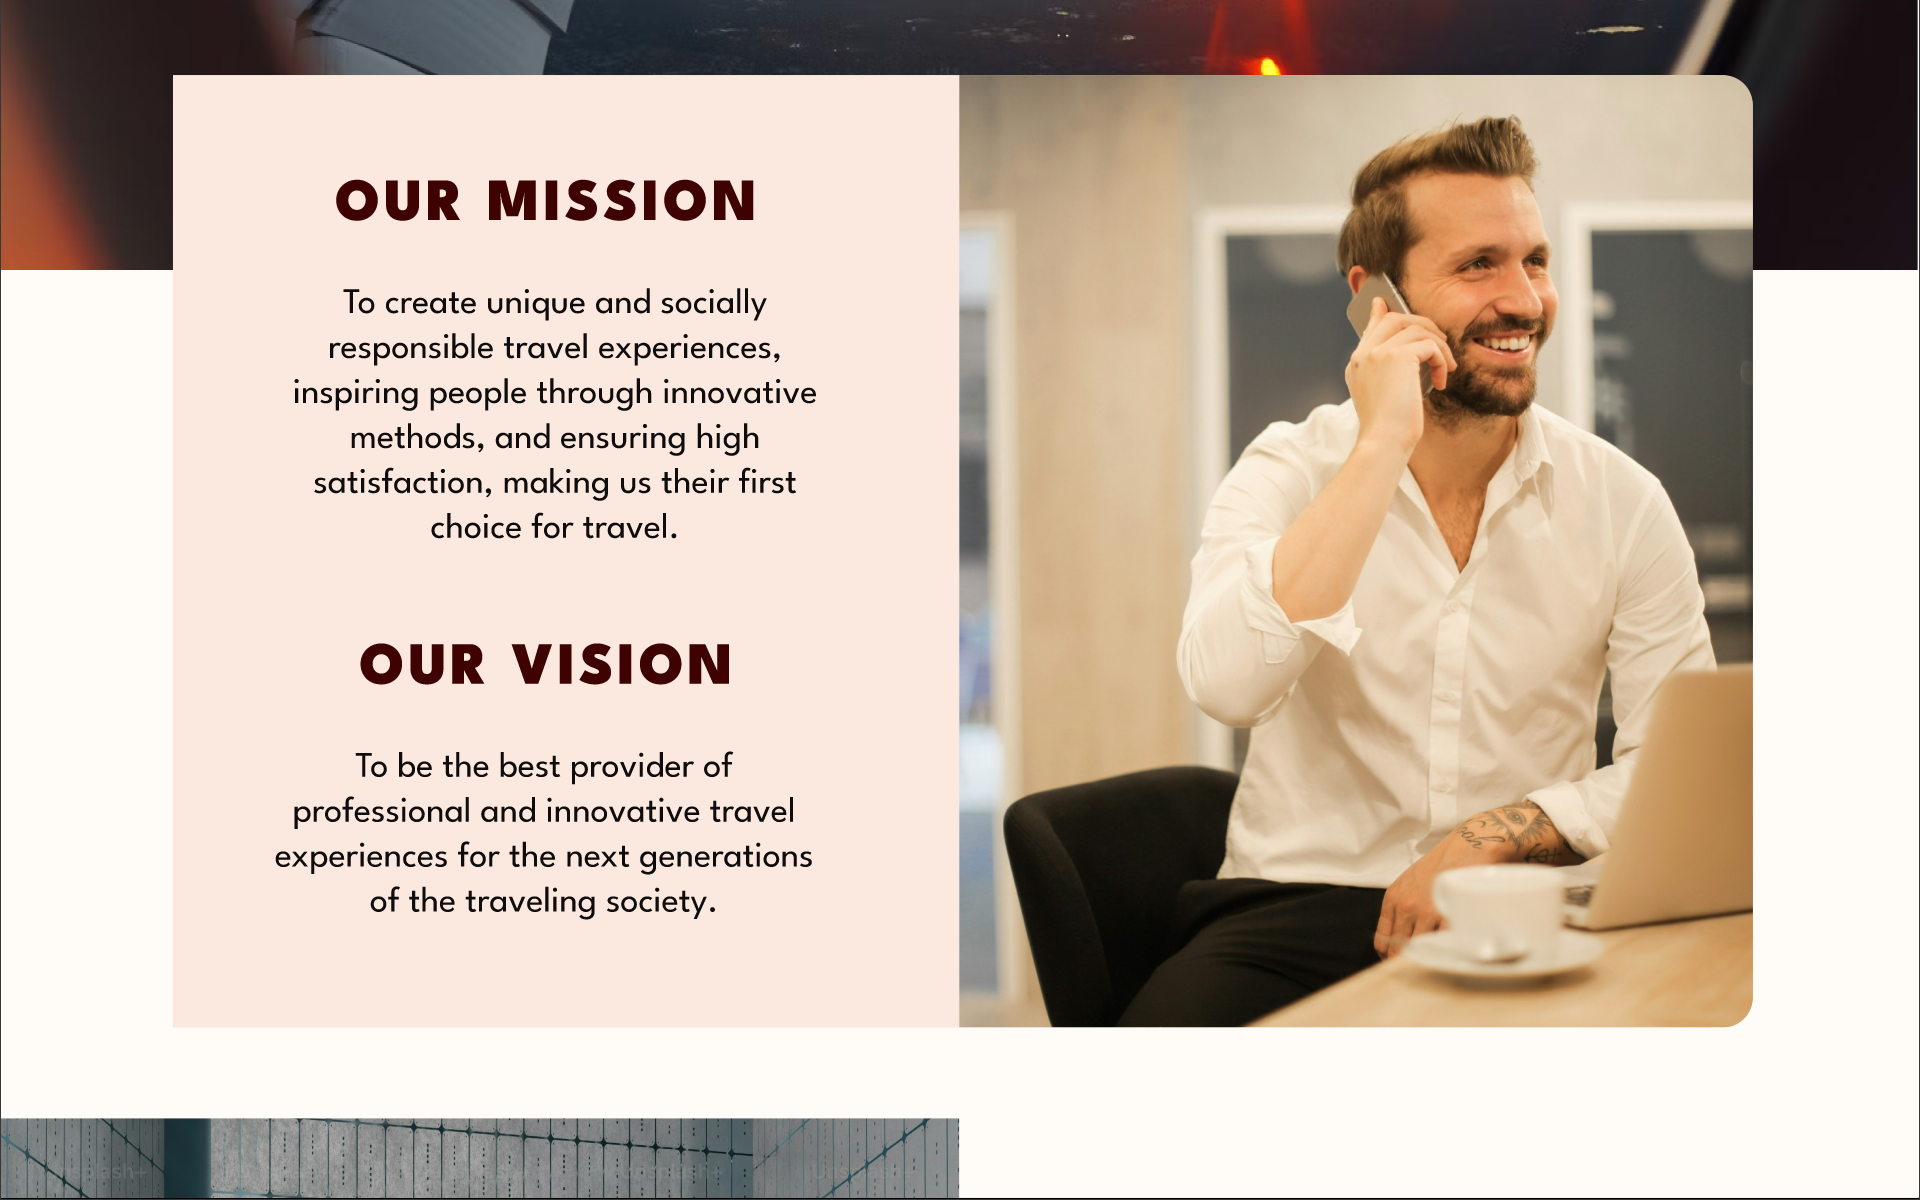 OUR MISSION
To create unique and socially
responsible travel experiences,
inspiring people through innovative
methods, and ensuring high
satisfaction, making us their first
choice for travel.
OUR VISION
To be the best provider of
professional and innovative travel
experiences for the next generations
of the traveling society.